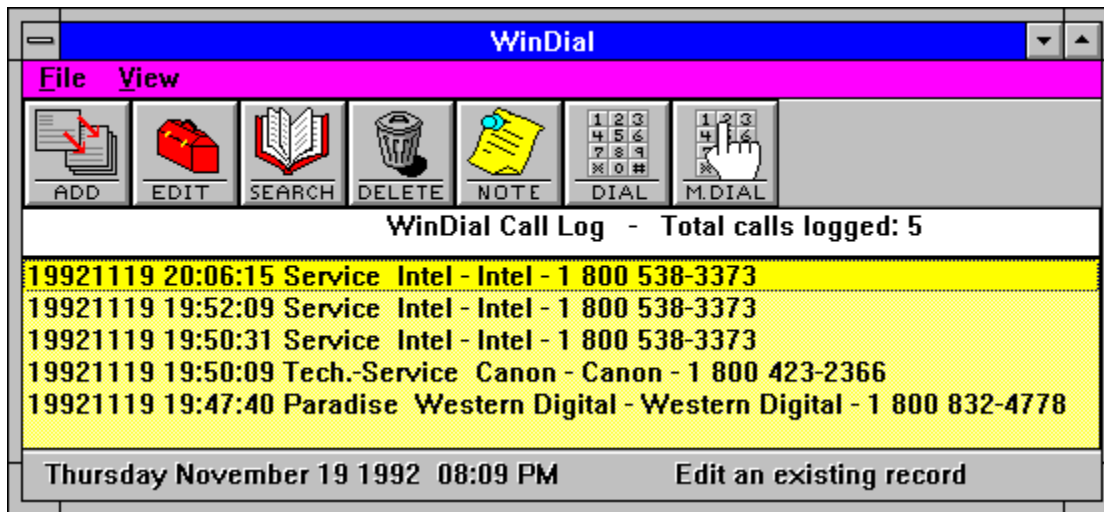 WinDial
File View
ADD EDIT SEARCH DELETE NOTE DIAL M.DIAL
WinDial Call Log - Total calls logged: 5
19921119 20:06:15 Service Intel - Intel - 1 800 538-3373
19921119 19:52:09 Service Intel - Intel - 1 800 538-3373
19921119 19:50:31 Service Intel - Intel - 1 800 538-3373
19921119 19:50:09 Tech.-Service Canon - Canon - 1 800 423-2366
19921119 19:47:40 Paradise Western Digital - Western Digital - 1 800 832-4778
Thursday November 19 1992 08:09 PM Edit an existing record